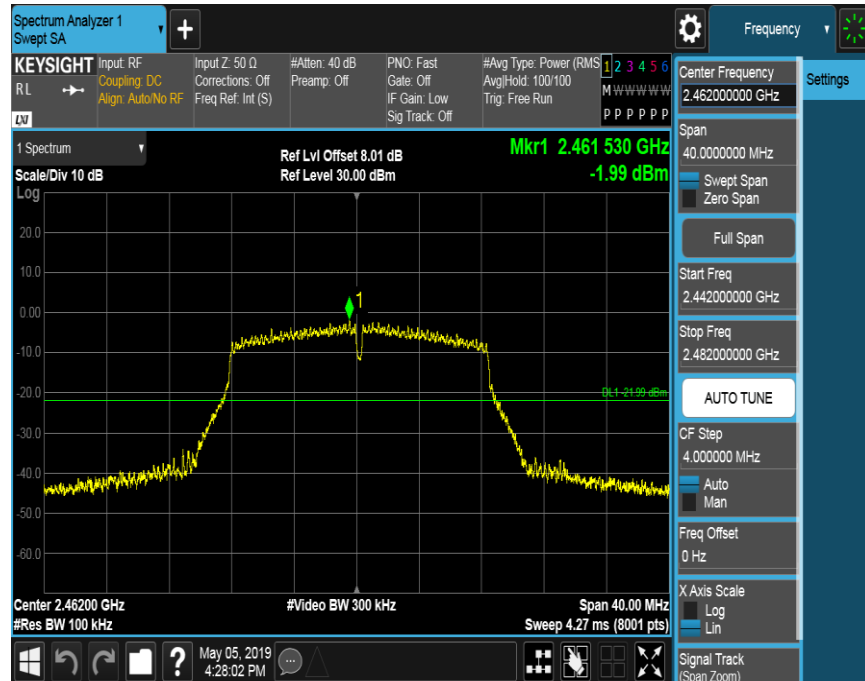 Spectrum Analyzer 1
Swept SA
+
Frequency
KEYSIGHT
RL
LXI
Input: RF
Coupling: DC
Align: Auto/No RF
Input Z: 50 Ω
Corrections: Off
Freq Ref: Int (S)
#Atten: 40 dB
Preamp: Off
PNO: Fast
Gate: Off
IF Gain: Low
Sig Track: Off
#Avg Type: Power (RMS
Avg|Hold: 100/100
Trig: Free Run
1 2 3 4 5 6
M W W W W W
P P P P P P
Center Frequency
2.462000000 GHz
Settings
Span
40.0000000 MHz
Swept Span
Zero Span
Full Span
Start Freq
2.442000000 GHz
Stop Freq
2.482000000 GHz
AUTO TUNE
CF Step
4.000000 MHz
Auto
Man
Freq Offset
0 Hz
X Axis Scale
Log
Lin
Signal Track
(Span Zoom)
1 Spectrum
Scale/Div 10 dB
Log
Ref Lvl Offset 8.01 dB
Ref Level 30.00 dBm
Mkr1 2.461 530 GHz
-1.99 dBm
20.0
10.0
0.00
-10.0
-20.0
-30.0
-40.0
-50.0
-60.0
1
DL1 -21.99 dBm
Center 2.46200 GHz
#Res BW 100 kHz
#Video BW 300 kHz
Span 40.00 MHz
Sweep 4.27 ms (8001 pts)
?
May 05, 2019
4:28:02 PM